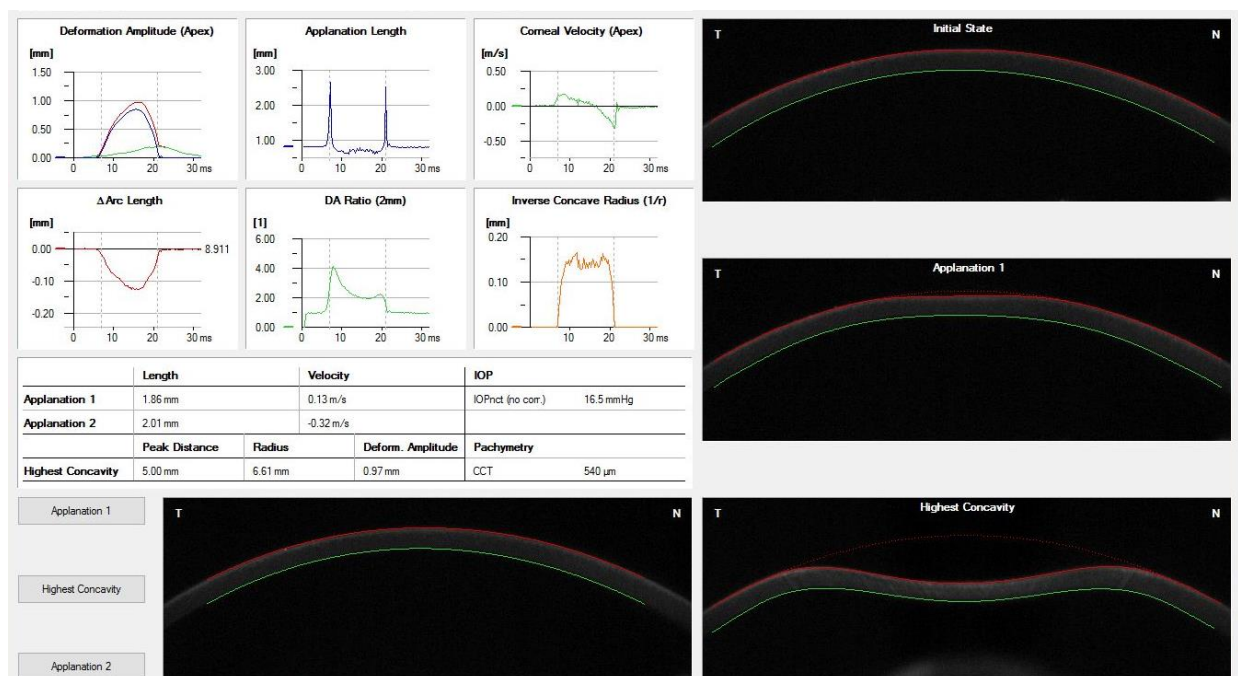 Deformation Amplitude (Apex)
[mm]
1.50
1.00
0.50
0.00
0 10 20 30 ms
Applanation Length
[mm]
3.00
2.00
1.00
0 10 20 30 ms
Corneal Velocity (Apex)
[m/s]
0.50
0.00
-0.50
0 10 20 30 ms
T Initial State N
Δ Arc Length
[mm]
0.00 8.911
-0.10
-0.20
0 10 20 30 ms
DA Ratio (2mm)
[1]
6.00
4.00
2.00
0.00
0 10 20 30 ms
Inverse Concave Radius (1/r)
[mm]
0.20
0.10
0.00
10 20 30 ms
T Applanation 1 N
Length Velocity IOP
Applanation 1 1.86 mm 0.13 m/s IOPnct (no corr.) 16.5 mmHg
Applanation 2 2.01 mm -0.32 m/s
Peak Distance Radius Deform. Amplitude Pachymetry
Highest Concavity 5.00 mm 6.61 mm 0.97 mm CCT 540 µm
Applanation 1
Highest Concavity
Applanation 2
T N
T Highest Concavity N